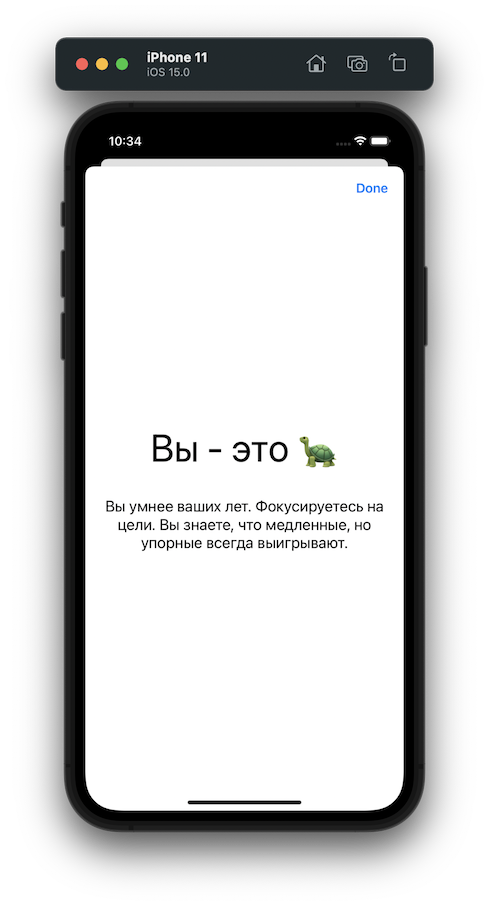 iPhone 11
iOS 15.0
10:34
Done
Вы - это 🐢
Вы умнее ваших лет. Фокусируетесь на
цели. Вы знаете, что медленные, но
упорные всегда выигрывают.